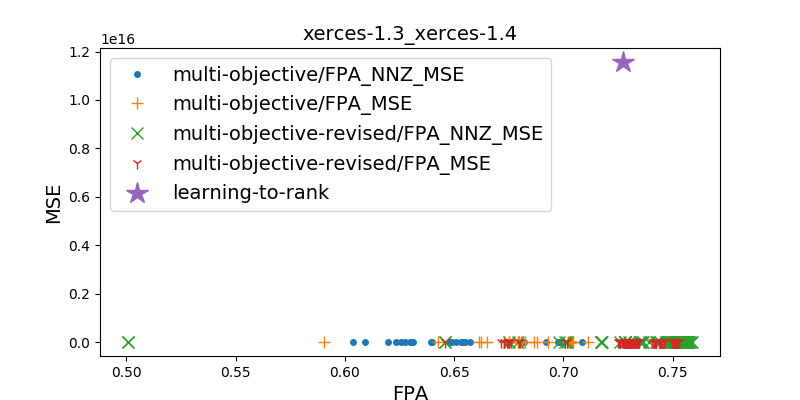 xerces-1.3_xerces-1.4
1e16
1.2
1.0
0.8
0.6
0.4
0.2
0.0
MSE
multi-objective/FPA_NNZ_MSE
multi-objective/FPA_MSE
multi-objective-revised/FPA_NNZ_MSE
multi-objective-revised/FPA_MSE
learning-to-rank
0.50 0.55 0.60 0.65 0.70 0.75
FPA